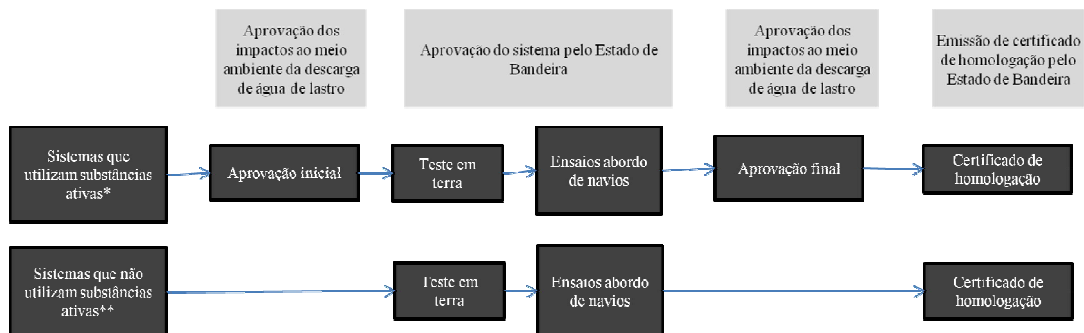 Aprovação dos
impactos ao meio
ambiente da descarga
de água de lastro
Aprovação do sistema pelo Estado de
Bandeira
Aprovação dos
impactos ao meio
ambiente da descarga
de água de lastro
Emissão de certificado
de homologação pelo
Estado de Bandeira
Sistemas que
utilizam substâncias
ativas*
Aprovação inicial
Teste em
terra
Ensaios abordo
de navios
Aprovação final
Certificado de
homologação
Sistemas que não
utilizam substâncias
ativas**
Teste em
terra
Ensaios abordo
de navios
Certificado de
homologação